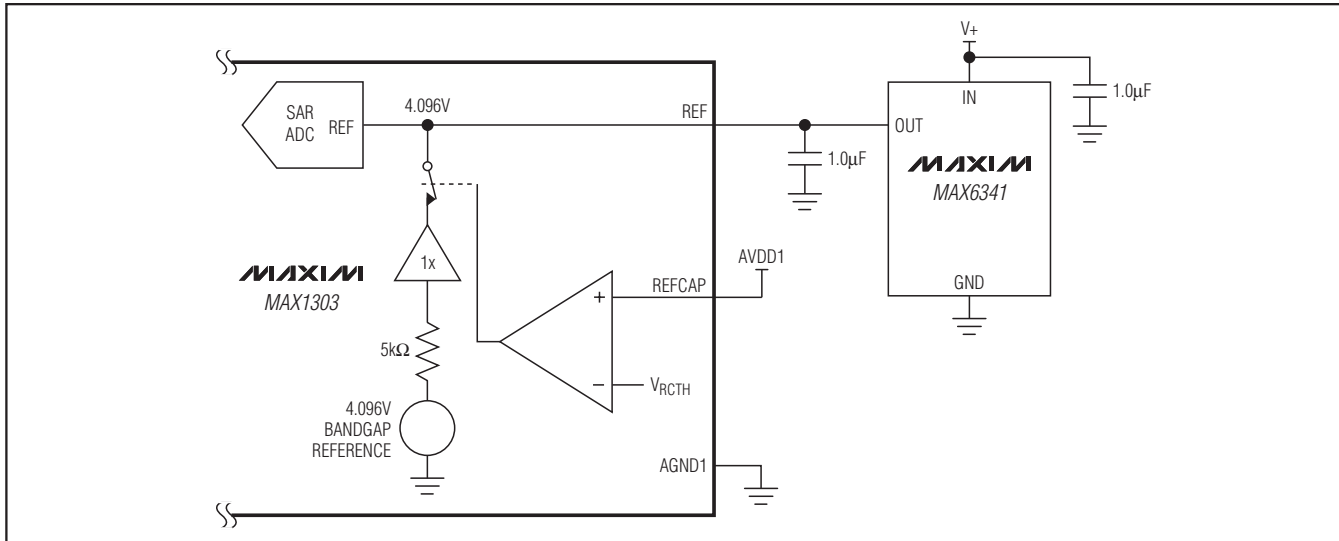 V+
IN
1.0µF
SAR
ADC
REF
4.096V
REF
OUT
1.0µF
MAXIM
MAX6341
GND
1x
MAXIM
MAX1303
AVDD1
REFCAP
+
5kΩ
–
VRCTH
4.096V
BANDGAP
REFERENCE
AGND1